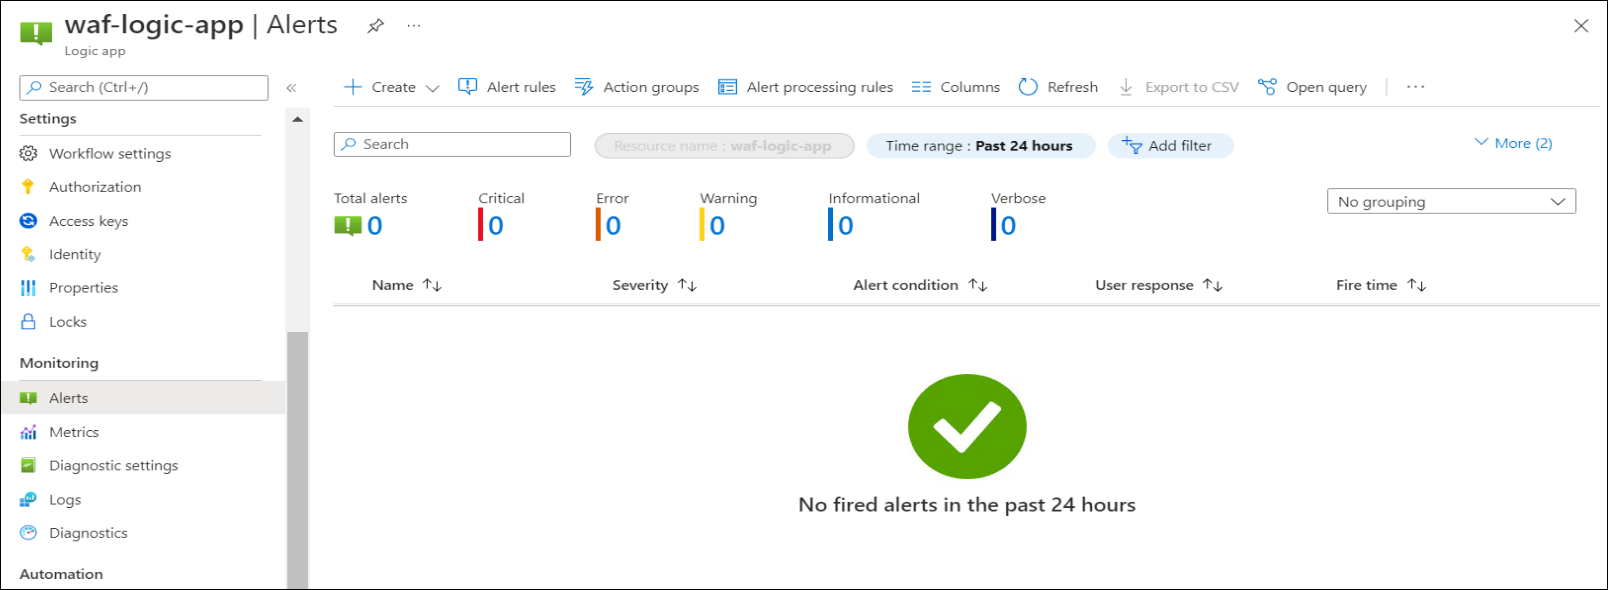 waf-logic-app | Alerts
...
Logic app
Search (Ctrl+/)
«
Settings
Workflow settings
Authorization
Access keys
Identity
Properties
Locks
Monitoring
Alerts
Metrics
Diagnostic settings
Logs
Diagnostics
Automation
Create Alert rules Action groups Alert processing rules Columns Refresh Export to CSV Open query ...
Search Resource name : waf-logic-app Time range : Past 24 hours Add filter More (2)
Total alerts Critical Error Warning Informational Verbose
0 0 0 0 0 0
No grouping
Name ↑↓ Severity ↑↓ Alert condition ↑↓ User response ↑↓ Fire time ↑↓
No fired alerts in the past 24 hours